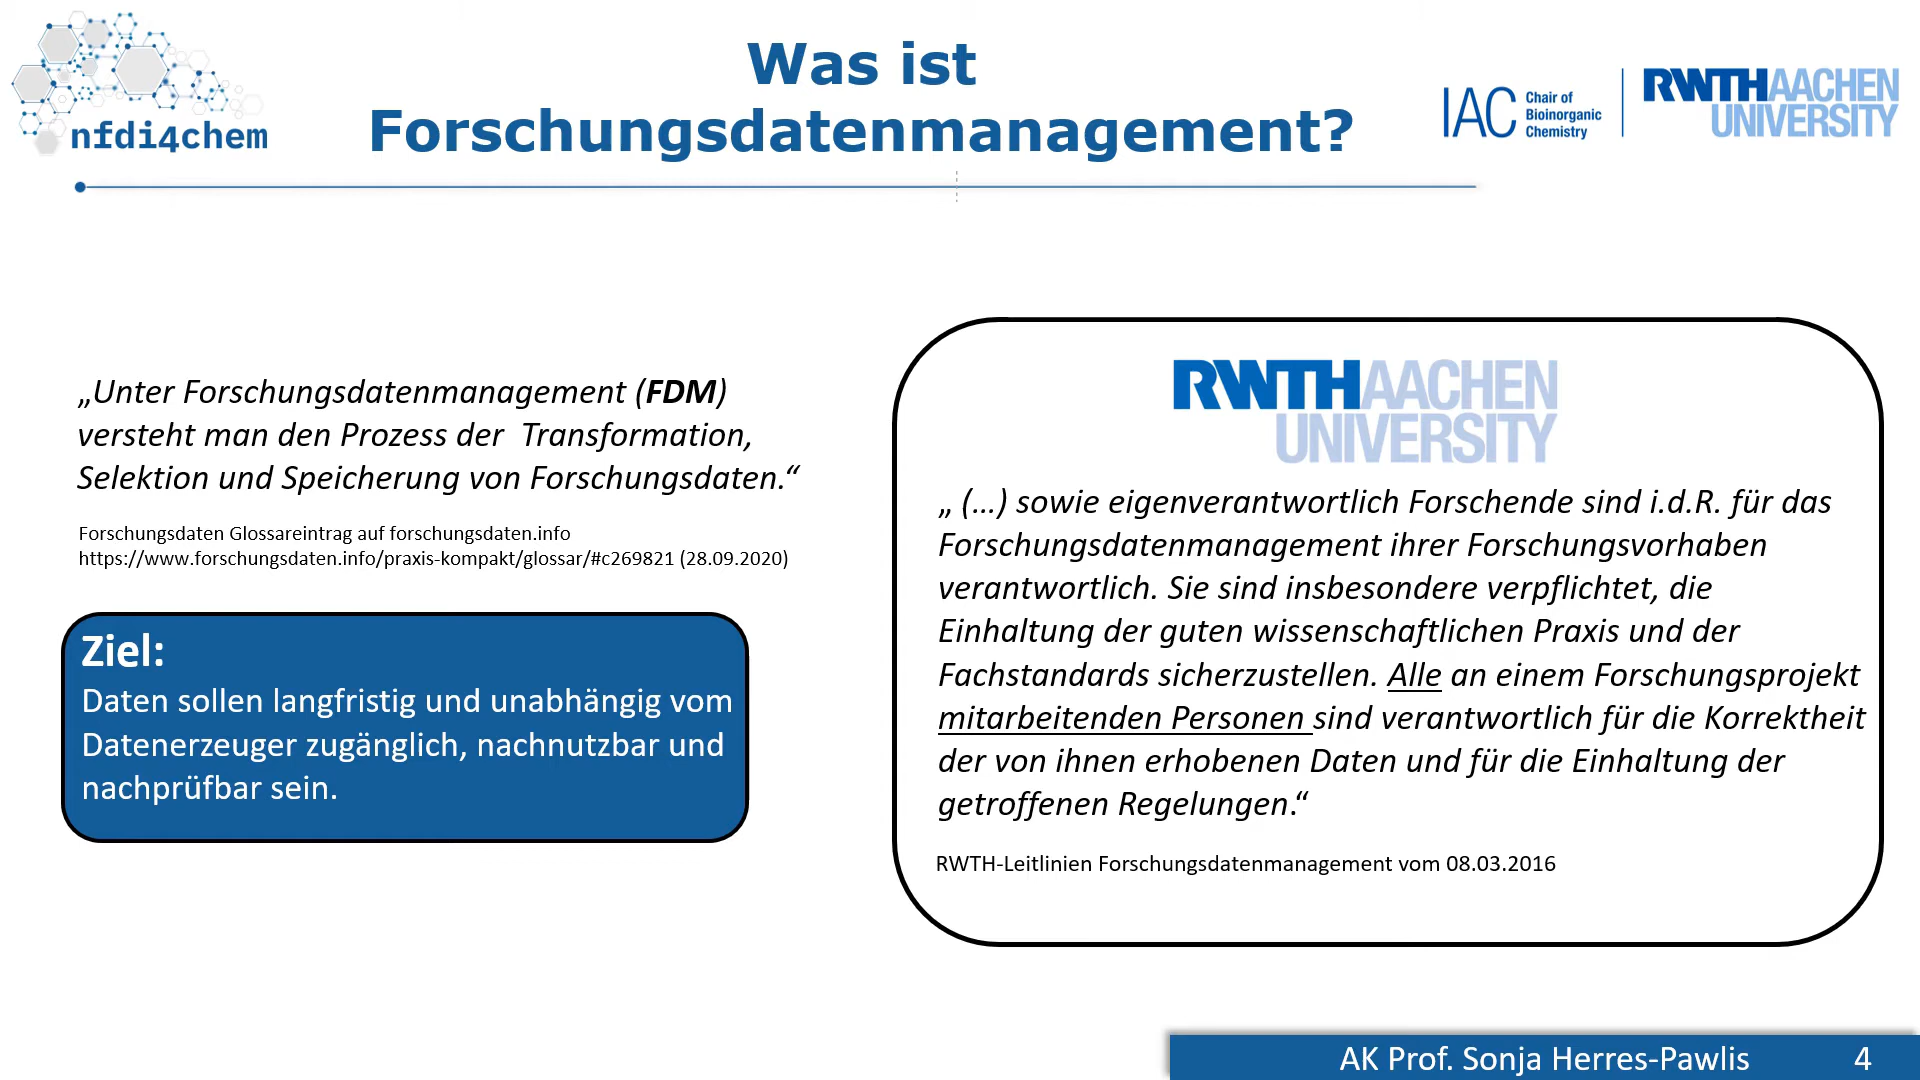 nfdi4chem
Was ist
Forschungsdatenmanagement?
IAC
Chair of
Bioinorganic
Chemistry
RWTHAACHEN
UNIVERSITY
„Unter Forschungsdatenmanagement (FDM)
versteht man den Prozess der Transformation,
Selektion und Speicherung von Forschungsdaten.“
Forschungsdaten Glossareintrag auf forschungsdaten.info
https://www.forschungsdaten.info/praxis-kompakt/glossar/#c269821 (28.09.2020)
Ziel:
Daten sollen langfristig und unabhängig vom
Datenerzeuger zugänglich, nachnutzbar und
nachprüfbar sein.
RWTHAACHEN
UNIVERSITY
„ (…) sowie eigenverantwortlich Forschende sind i.d.R. für das
Forschungsdatenmanagement ihrer Forschungsvorhaben
verantwortlich. Sie sind insbesondere verpflichtet, die
Einhaltung der guten wissenschaftlichen Praxis und der
Fachstandards sicherzustellen. Alle an einem Forschungsprojekt
mitarbeitenden Personen sind verantwortlich für die Korrektheit
der von ihnen erhobenen Daten und für die Einhaltung der
getroffenen Regelungen.“
RWTH-Leitlinien Forschungsdatenmanagement vom 08.03.2016
AK Prof. Sonja Herres-Pawlis
4